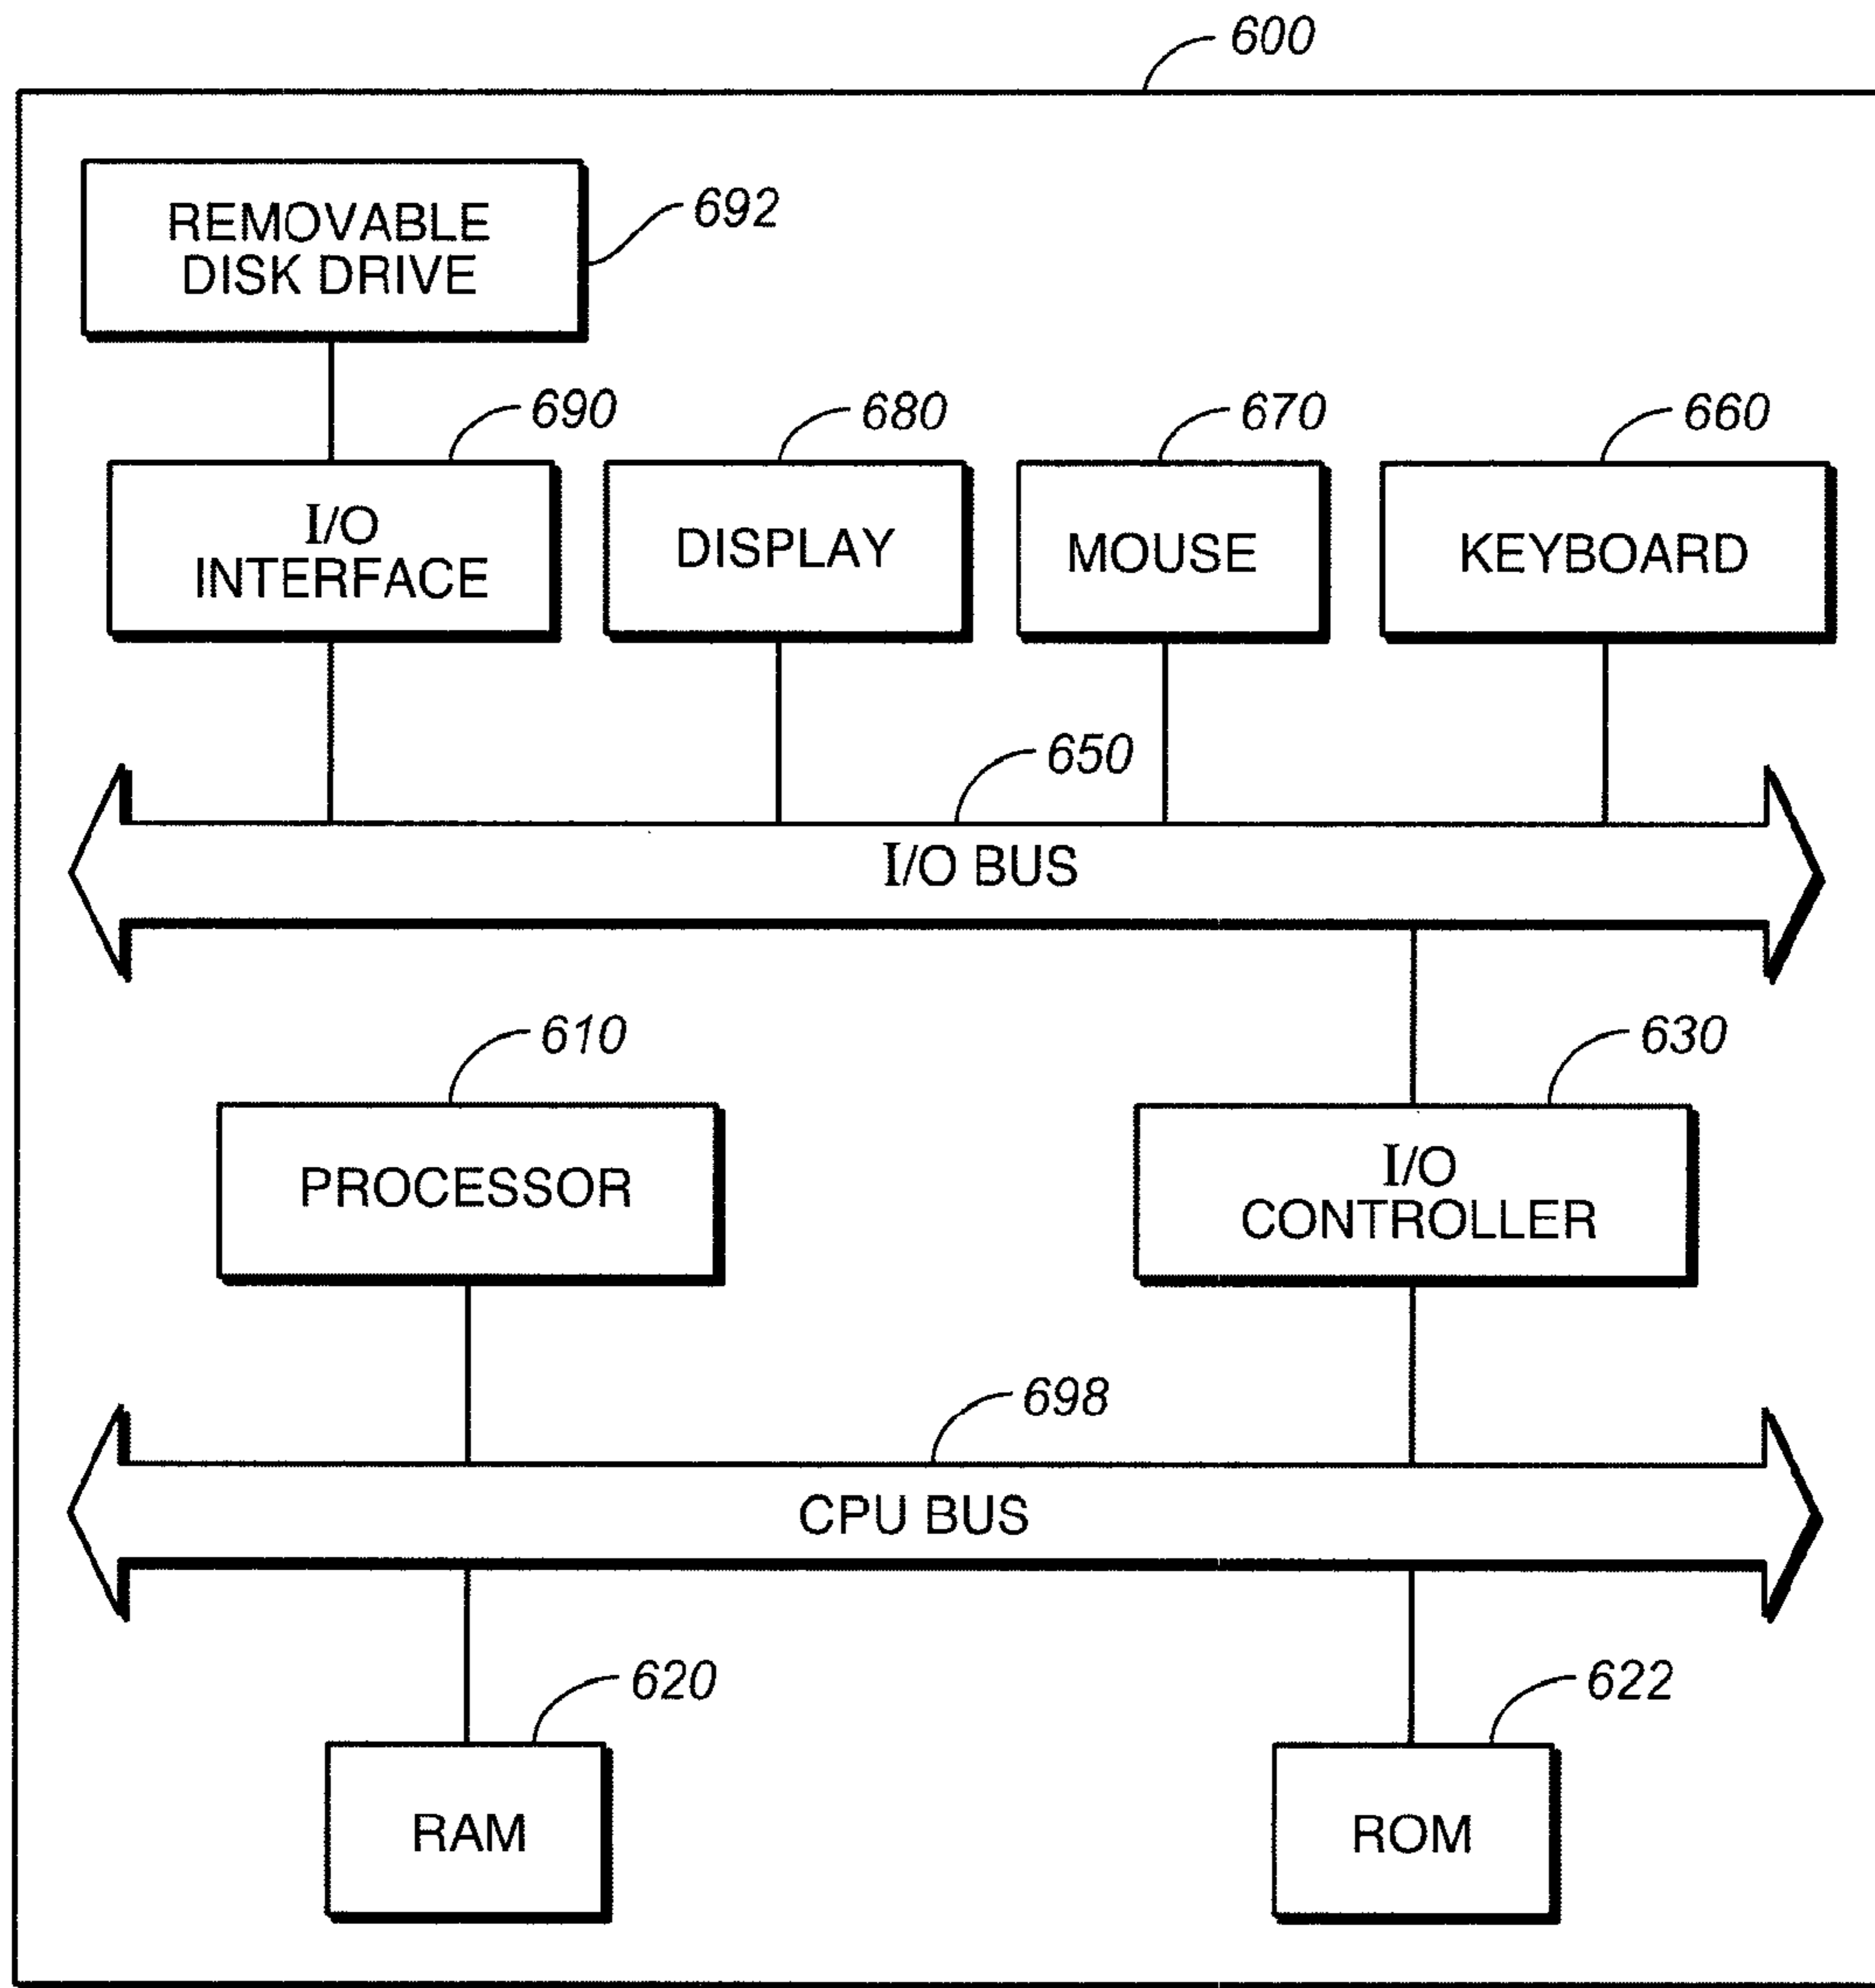 600
REMOVABLE
DISK DRIVE
692
690
680
670
660
I/O
INTERFACE
DISPLAY
MOUSE
KEYBOARD
650
I/O BUS
610
630
PROCESSOR
I/O
CONTROLLER
698
CPU BUS
620
622
RAM
ROM